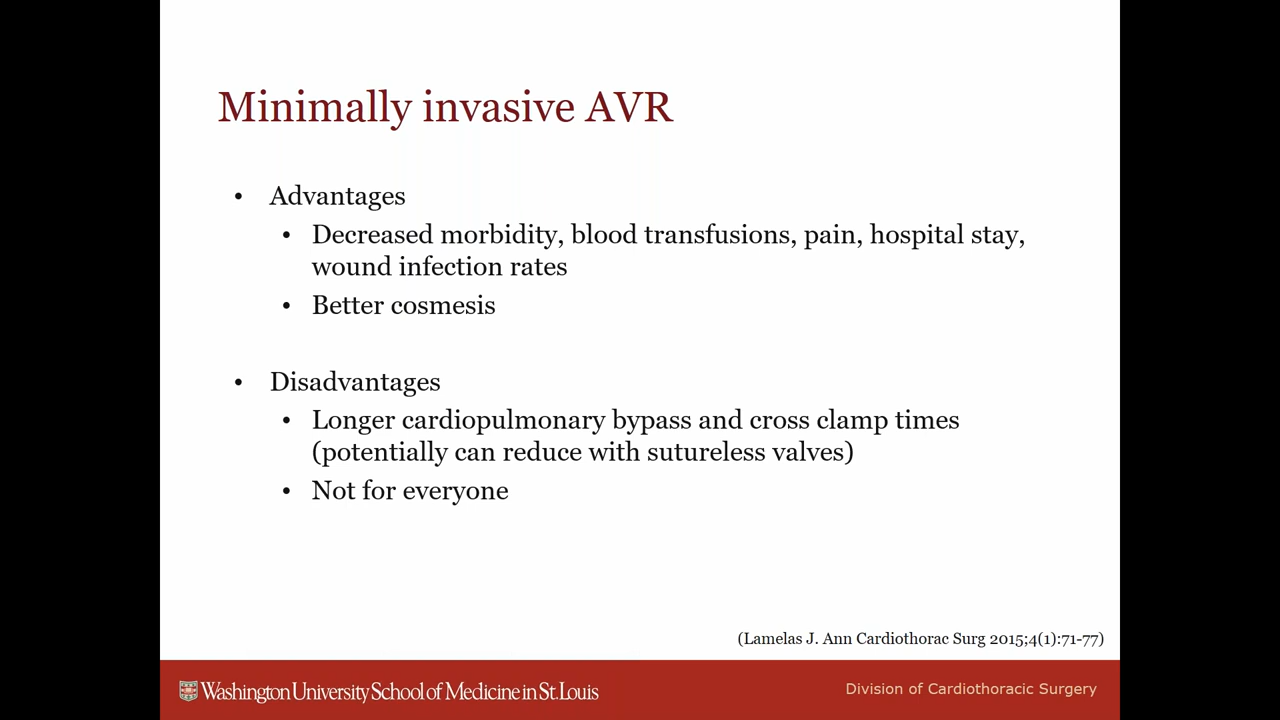 Minimally invasive AVR
• Advantages
• Decreased morbidity, blood transfusions, pain, hospital stay,
wound infection rates
• Better cosmesis
• Disadvantages
• Longer cardiopulmonary bypass and cross clamp times
(potentially can reduce with sutureless valves)
• Not for everyone
(Lamelas J. Ann Cardiothorac Surg 2015;4(1):71-77)
Washington University School of Medicine in St. Louis
Division of Cardiothoracic Surgery